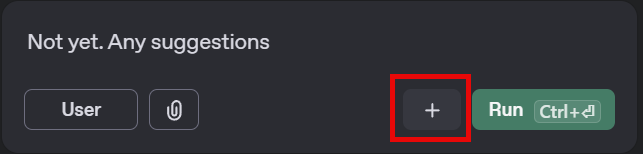 Not yet. Any suggestions
User
+
Run Ctrl+⏎